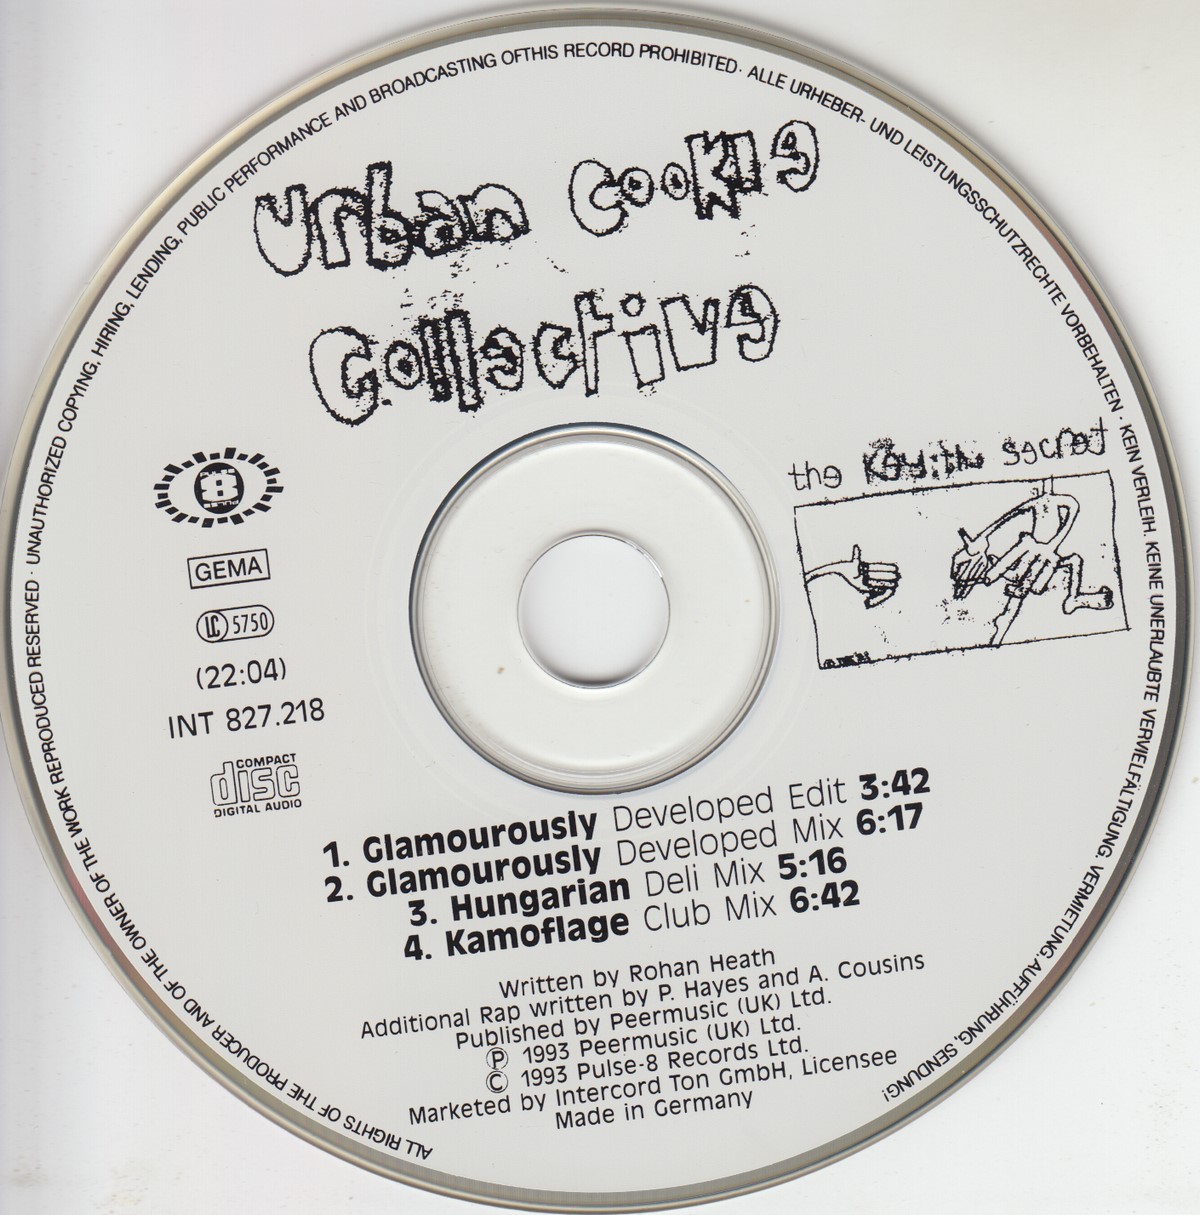 ALL RIGHTS OF THE PRODUCER AND OF THE OWNER OF THE WORK REPRODUCED RESERVED · UNAUTHORIZED COPYING, HIRING, LENDING, PUBLIC PERFORMANCE AND BROADCASTING OFTHIS RECORD PROHIBITED · ALLE URHEBER- UND LEISTUNGSSCHUTZRECHTE VORBEHALTEN · KEIN VERLEIH. KEINE UNERLAUBTE VERVIELFÄLTIGUNG, VERMIETUNG, AUFFÜHRUNG, SENDUNG!
Urban Cookie
Collective
the Key:the secret
PULSE
8
PULSE
GEMA
LC 5750
(22:04)
INT 827.218
COMPACT
disc
DIGITAL AUDIO
1. Glamourously Developed Edit 3:42
2. Glamourously Developed Mix 6:17
3. Hungarian Deli Mix 5:16
4. Kamoflage Club Mix 6:42
Written by Rohan Heath
Additional Rap written by P. Hayes and A. Cousins
Published by Peermusic (UK) Ltd.
℗ 1993 Peermusic (UK) Ltd.
© 1993 Pulse-8 Records Ltd.
Marketed by Intercord Ton GmbH, Licensee
Made in Germany